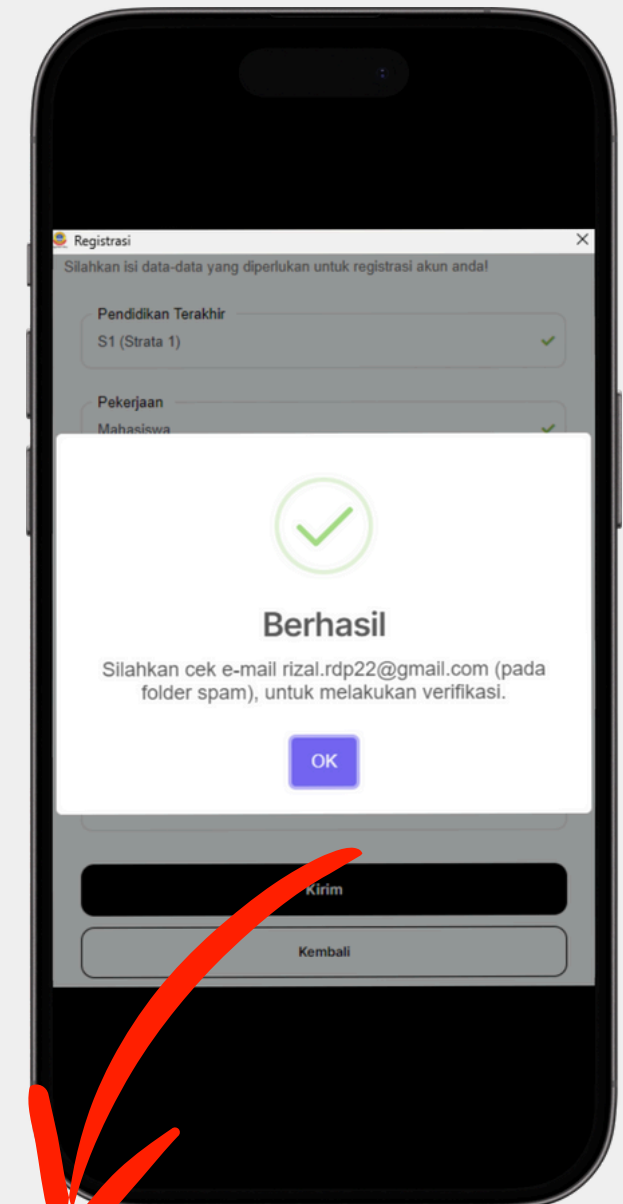 Registrasi
Silahkan isi data-data yang diperlukan untuk registrasi akun anda!
Pendidikan Terakhir
S1 (Strata 1)
Pekerjaan
Mahasiswa
Berhasil
Silahkan cek e-mail rizal.rdp22@gmail.com (pada
folder spam), untuk melakukan verifikasi.
OK
Kirim
Kembali